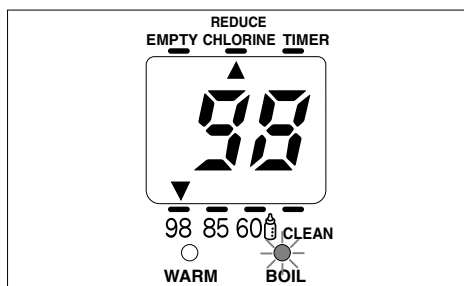 REDUCE
EMPTY CHLORINE TIMER
98
98 85 60 CLEAN
WARM BOIL